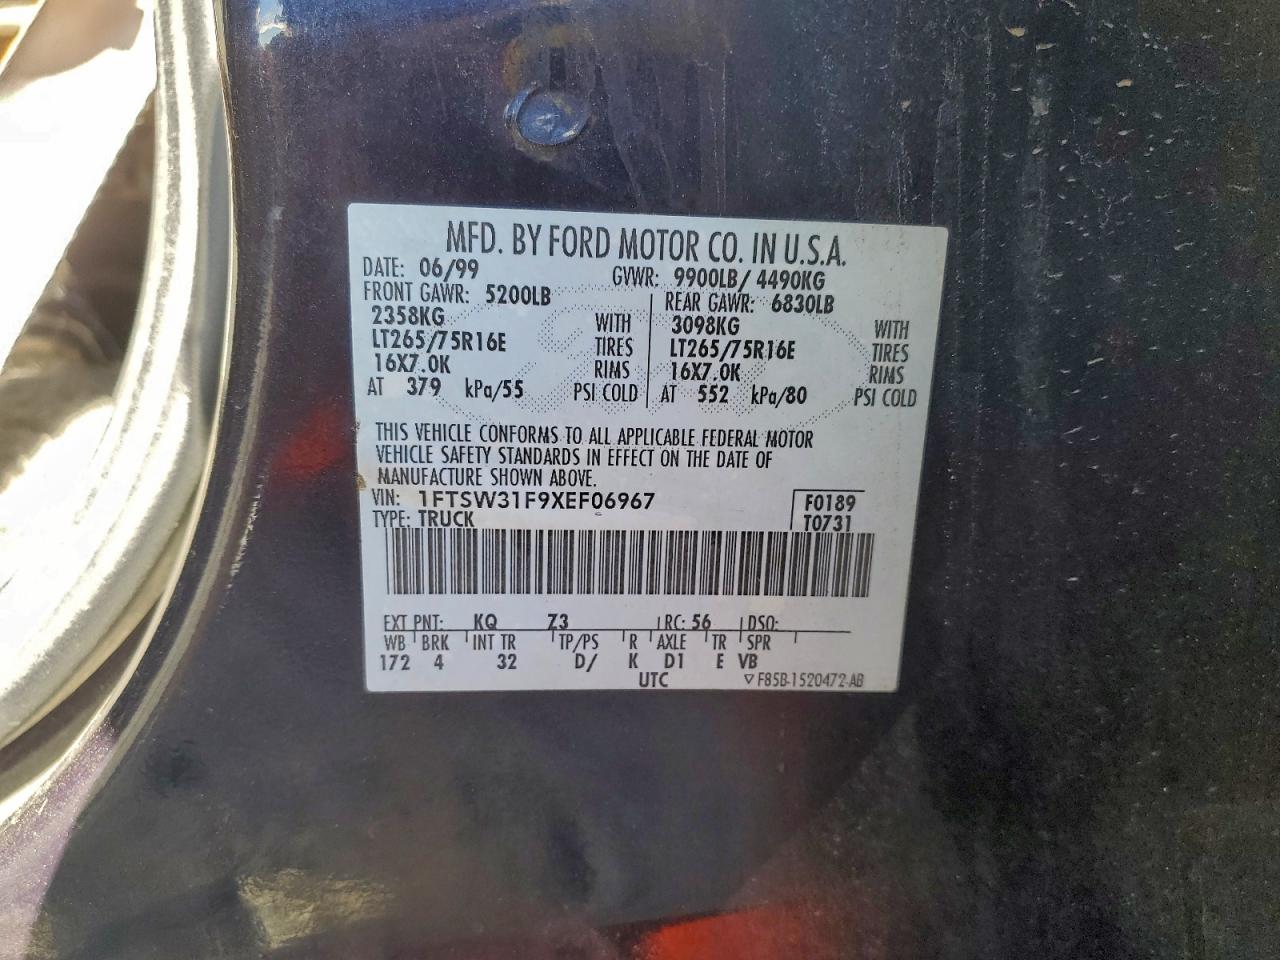 MFD. BY FORD MOTOR CO. IN U.S.A.
DATE: 06/99 GVWR: 9900LB/ 4490KG
FRONT GAWR: 5200LB REAR GAWR: 6830LB
2358KG WITH 3098KG WITH
LT265/75R16E TIRES LT265/75R16E TIRES
16X7.0K RIMS 16X7.0K RIMS
AT 379 kPa/55 PSI COLD AT 552 kPa/80 PSI COLD
THIS VEHICLE CONFORMS TO ALL APPLICABLE FEDERAL MOTOR
VEHICLE SAFETY STANDARDS IN EFFECT ON THE DATE OF
MANUFACTURE SHOWN ABOVE.
VIN: 1FTSW31F9XEF06967 F0189
TYPE: TRUCK T0731
EXT PNT: KQ Z3 RC: 56 DSO:
WB BRK INT TR TP/PS R AXLE TR SPR
172 4 32 D/ K D1 E VB
UTC ▽ F85B-1520472-AB